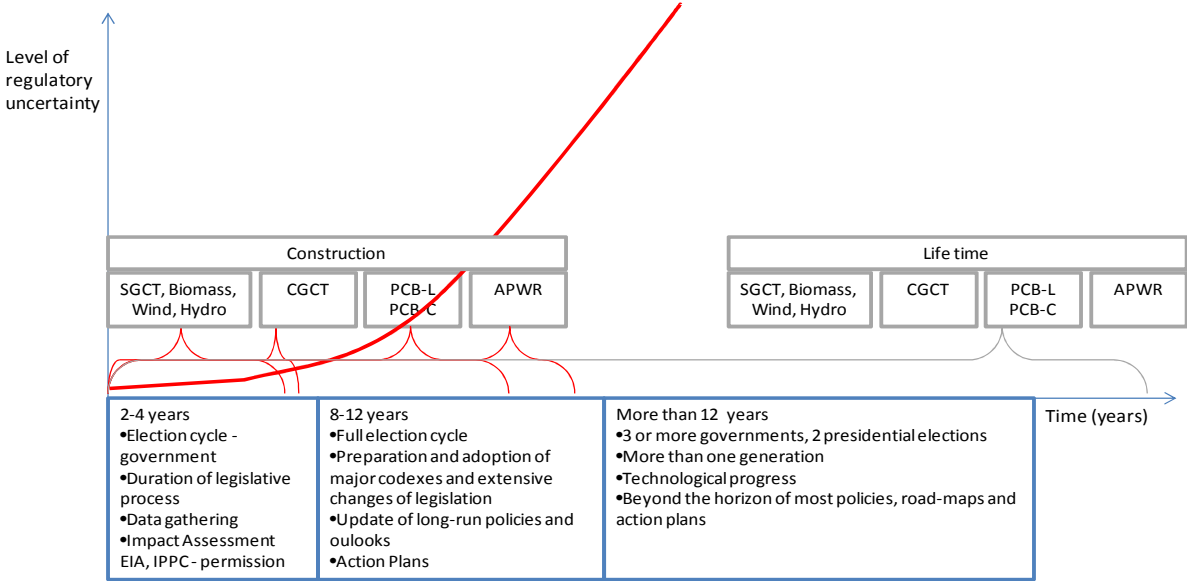 Level of
regulatory
uncertainty
Construction
SGCT, Biomass,
Wind, Hydro
CGCT
PCB-L
PCB-C
APWR
Life time
SGCT, Biomass,
Wind, Hydro
CGCT
PCB-L
PCB-C
APWR
2-4 years
•Election cycle -
government
•Duration of legislative
process
•Data gathering
•Impact Assessment
EIA, IPPC - permission
8-12 years
•Full election cycle
•Preparation and adoption of
major codexes and extensive
changes of legislation
•Update of long-run policies and
oulooks
•Action Plans
More than 12 years
•3 or more governments, 2 presidential elections
•More than one generation
•Technological progress
•Beyond the horizon of most policies, road-maps and
action plans
Time (years)